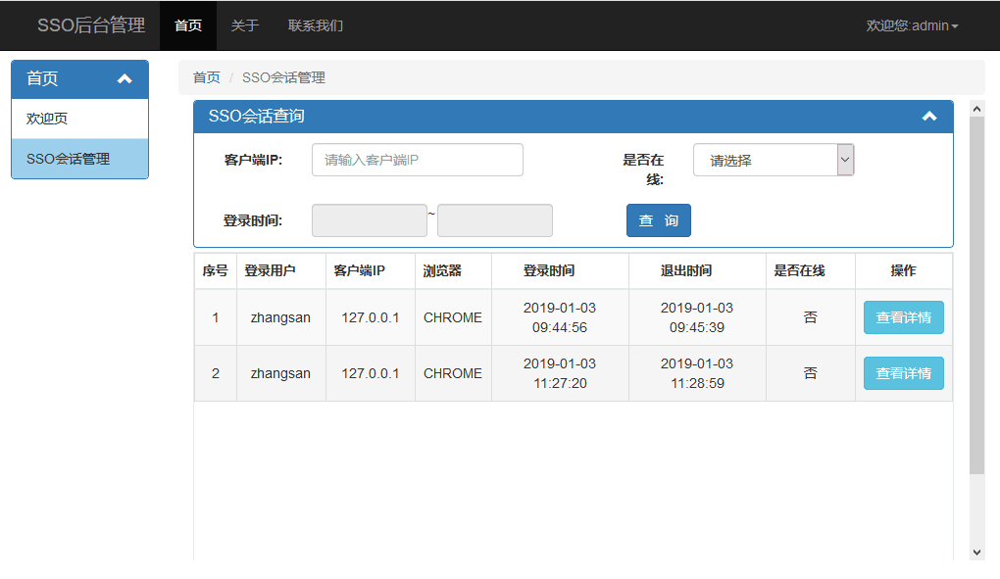 SSO后台管理 首页 关于 联系我们 欢迎您:admin
首页
欢迎页
SSO会话管理
首页 / SSO会话管理
SSO会话查询
客户端IP: 请输入客户端IP 是否在线: 请选择
登录时间: ~ 查 询
序号 登录用户 客户端IP 浏览器 登录时间 退出时间 是否在线 操作
1 zhangsan 127.0.0.1 CHROME 2019-01-03 09:44:56 2019-01-03 09:45:39 否 查看详情
2 zhangsan 127.0.0.1 CHROME 2019-01-03 11:27:20 2019-01-03 11:28:59 否 查看详情